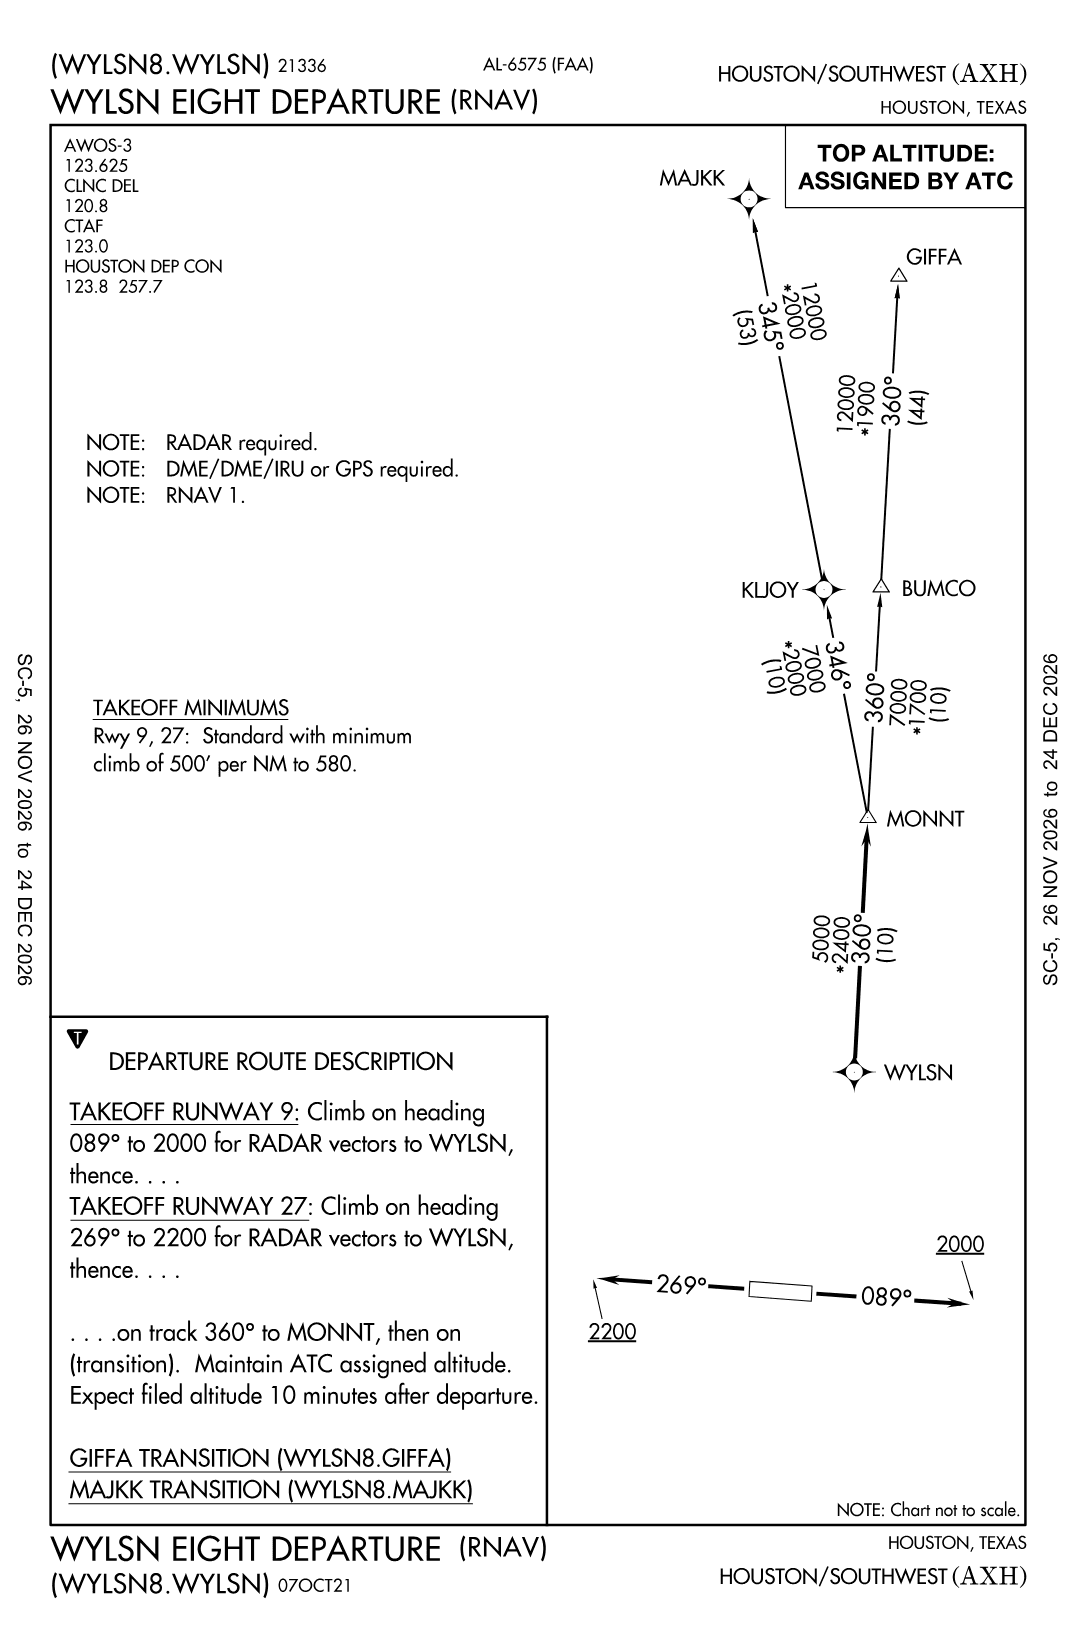 (WYLSN8.WYLSN) 21336
AL-6575 (FAA)
HOUSTON/SOUTHWEST (AXH)
WYLSN EIGHT DEPARTURE (RNAV)
HOUSTON, TEXAS
AWOS-3
123.625
CLNC DEL
120.8
CTAF
123.0
HOUSTON DEP CON
123.8 257.7
TOP ALTITUDE:
ASSIGNED BY ATC
MAJKK
GIFFA
12000
*2000
345°
(53)
12000
*1900
360°
(44)
NOTE: RADAR required.
NOTE: DME/DME/IRU or GPS required.
NOTE: RNAV 1.
KLJOY
BUMCO
346°
7000
*2000
(10)
360°
7000
*1700
(10)
TAKEOFF MINIMUMS
Rwy 9, 27: Standard with minimum
climb of 500' per NM to 580.
MONNT
5000
*2400
360°
(10)
WYLSN
SC-5, 26 NOV 2026 to 24 DEC 2026
SC-5, 26 NOV 2026 to 24 DEC 2026
T
DEPARTURE ROUTE DESCRIPTION
TAKEOFF RUNWAY 9: Climb on heading
089° to 2000 for RADAR vectors to WYLSN,
thence. . . .
TAKEOFF RUNWAY 27: Climb on heading
269° to 2200 for RADAR vectors to WYLSN,
thence. . . .
. . . .on track 360° to MONNT, then on
(transition). Maintain ATC assigned altitude.
Expect filed altitude 10 minutes after departure.
GIFFA TRANSITION (WYLSN8.GIFFA)
MAJKK TRANSITION (WYLSN8.MAJKK)
2000
269°
089°
2200
NOTE: Chart not to scale.
WYLSN EIGHT DEPARTURE (RNAV)
HOUSTON, TEXAS
(WYLSN8.WYLSN) 07OCT21
HOUSTON/SOUTHWEST (AXH)